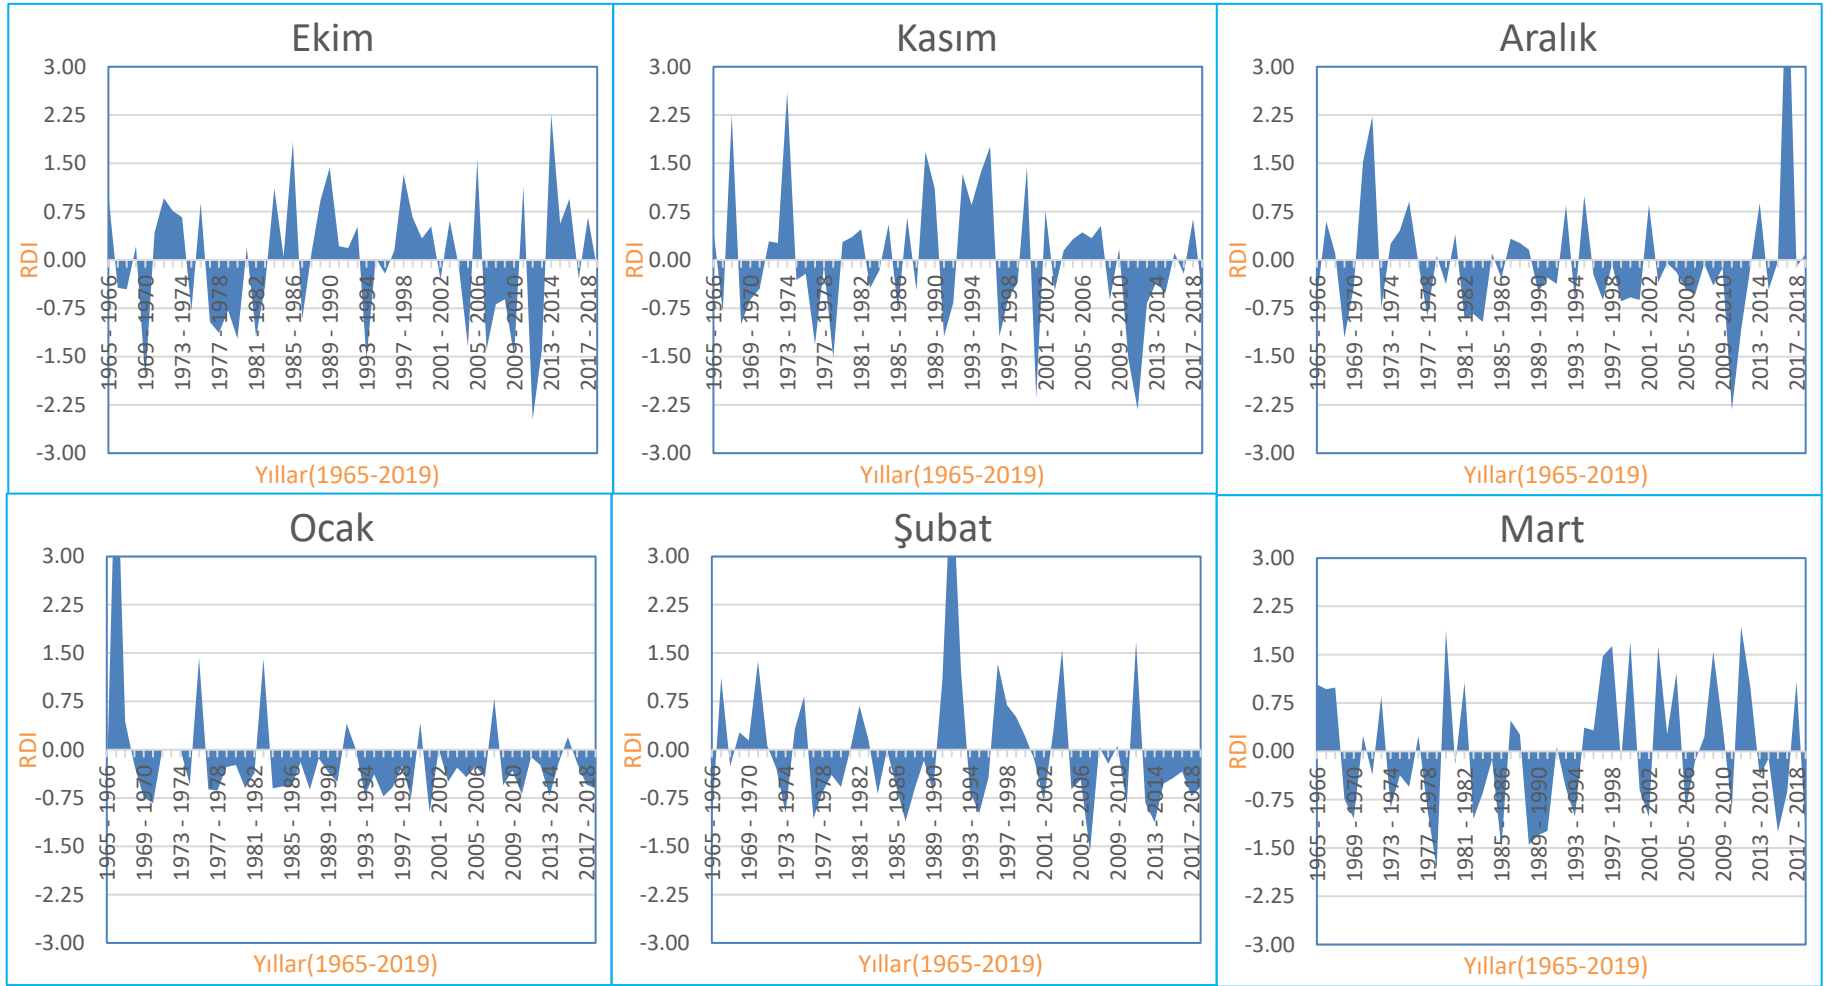 Ekim
3.00
2.25
1.50
0.75
0.00
-0.75
-1.50
-2.25
-3.00
RDI
1965 - 1966
1969 - 1970
1973 - 1974
1977 - 1978
1981 - 1982
1985 - 1986
1989 - 1990
1993 - 1994
1997 - 1998
2001 - 2002
2005 - 2006
2009 - 2010
2013 - 2014
2017 - 2018
Yıllar(1965-2019)
Kasım
3.00
2.25
1.50
0.75
0.00
-0.75
-1.50
-2.25
-3.00
RDI
1965 - 1966
1969 - 1970
1973 - 1974
1977 - 1978
1981 - 1982
1985 - 1986
1989 - 1990
1993 - 1994
1997 - 1998
2001 - 2002
2005 - 2006
2009 - 2010
2013 - 2014
2017 - 2018
Yıllar(1965-2019)
Aralık
3.00
2.25
1.50
0.75
0.00
-0.75
-1.50
-2.25
-3.00
RDI
1965 - 1966
1969 - 1970
1973 - 1974
1977 - 1978
1981 - 1982
1985 - 1986
1989 - 1990
1993 - 1994
1997 - 1998
2001 - 2002
2005 - 2006
2009 - 2010
2013 - 2014
2017 - 2018
Yıllar(1965-2019)
Ocak
3.00
2.25
1.50
0.75
0.00
-0.75
-1.50
-2.25
-3.00
RDI
1965 - 1966
1969 - 1970
1973 - 1974
1977 - 1978
1981 - 1982
1985 - 1986
1989 - 1990
1993 - 1994
1997 - 1998
2001 - 2002
2005 - 2006
2009 - 2010
2013 - 2014
2017 - 2018
Yıllar(1965-2019)
Şubat
3.00
2.25
1.50
0.75
0.00
-0.75
-1.50
-2.25
-3.00
RDI
1965 - 1966
1969 - 1970
1973 - 1974
1977 - 1978
1981 - 1982
1985 - 1986
1989 - 1990
1993 - 1994
1997 - 1998
2001 - 2002
2005 - 2006
2009 - 2010
2013 - 2014
2017 - 2018
Yıllar(1965-2019)
Mart
3.00
2.25
1.50
0.75
0.00
-0.75
-1.50
-2.25
-3.00
RDI
1965 - 1966
1969 - 1970
1973 - 1974
1977 - 1978
1981 - 1982
1985 - 1986
1989 - 1990
1993 - 1994
1997 - 1998
2001 - 2002
2005 - 2006
2009 - 2010
2013 - 2014
2017 - 2018
Yıllar(1965-2019)